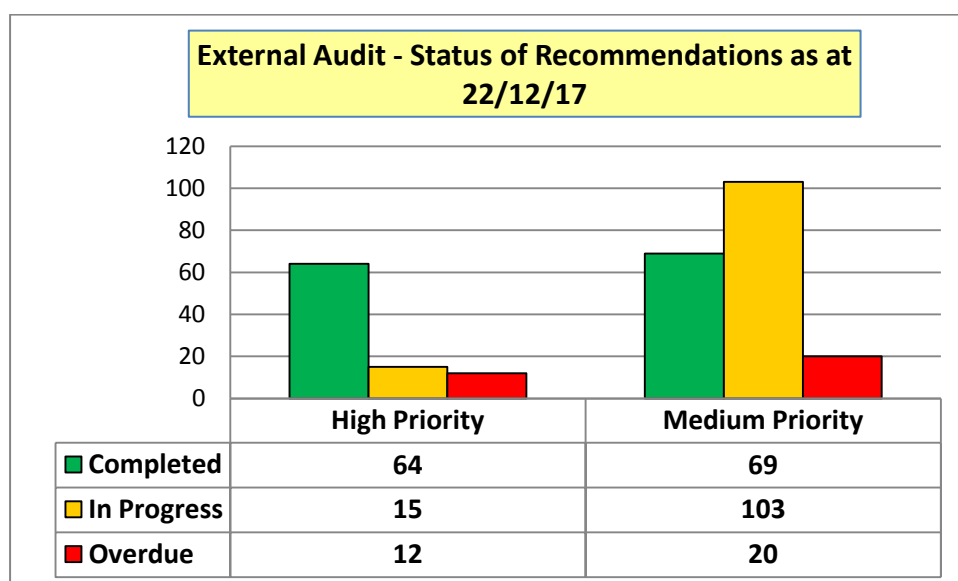 External Audit - Status of Recommendations as at
22/12/17
120
100
80
60
40
20
0
High Priority Medium Priority
Completed 64 69
In Progress 15 103
Overdue 12 20